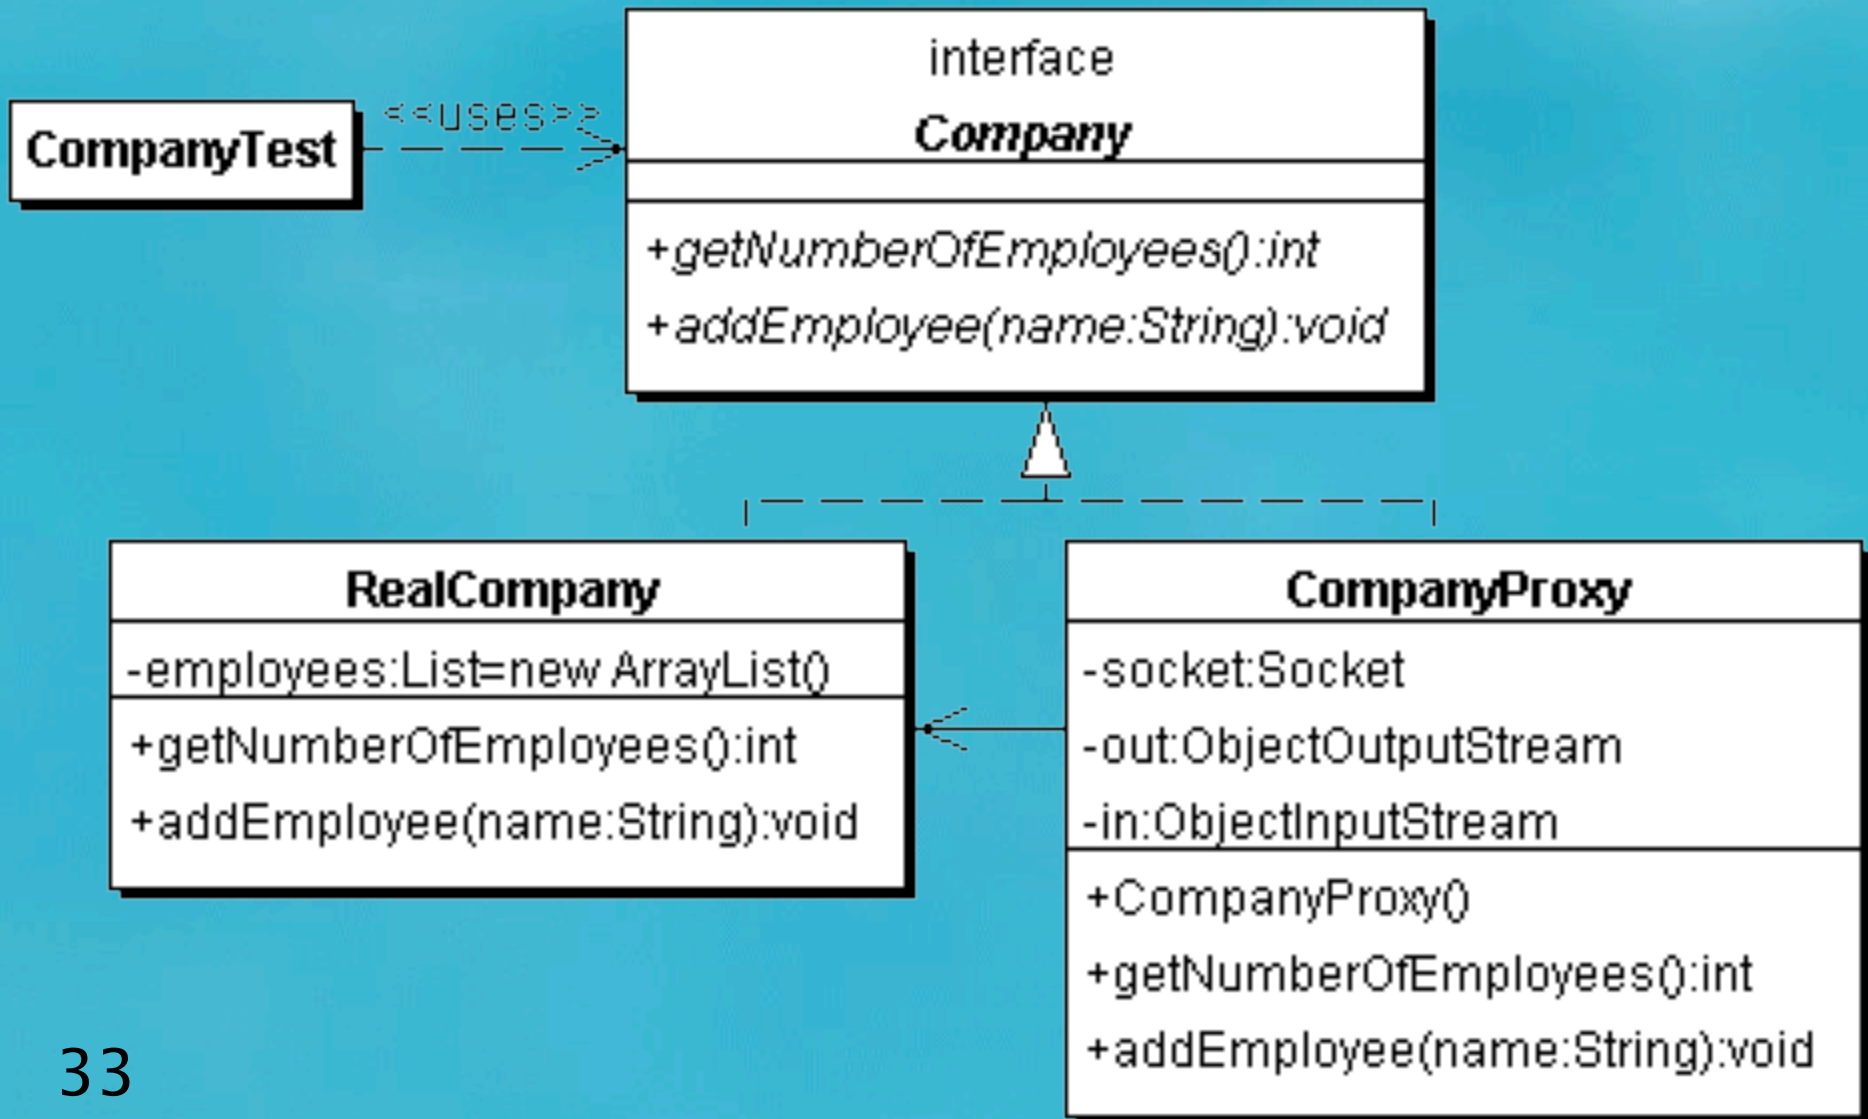 CompanyTest
<<uses>>
interface
Company
+getNumberOfEmployees():int
+addEmployee(name:String):void
RealCompany
-employees:List=new ArrayList()
+getNumberOfEmployees():int
+addEmployee(name:String):void
CompanyProxy
-socket:Socket
-out:ObjectOutputStream
-in:ObjectInputStream
+CompanyProxy()
+getNumberOfEmployees():int
+addEmployee(name:String):void
33